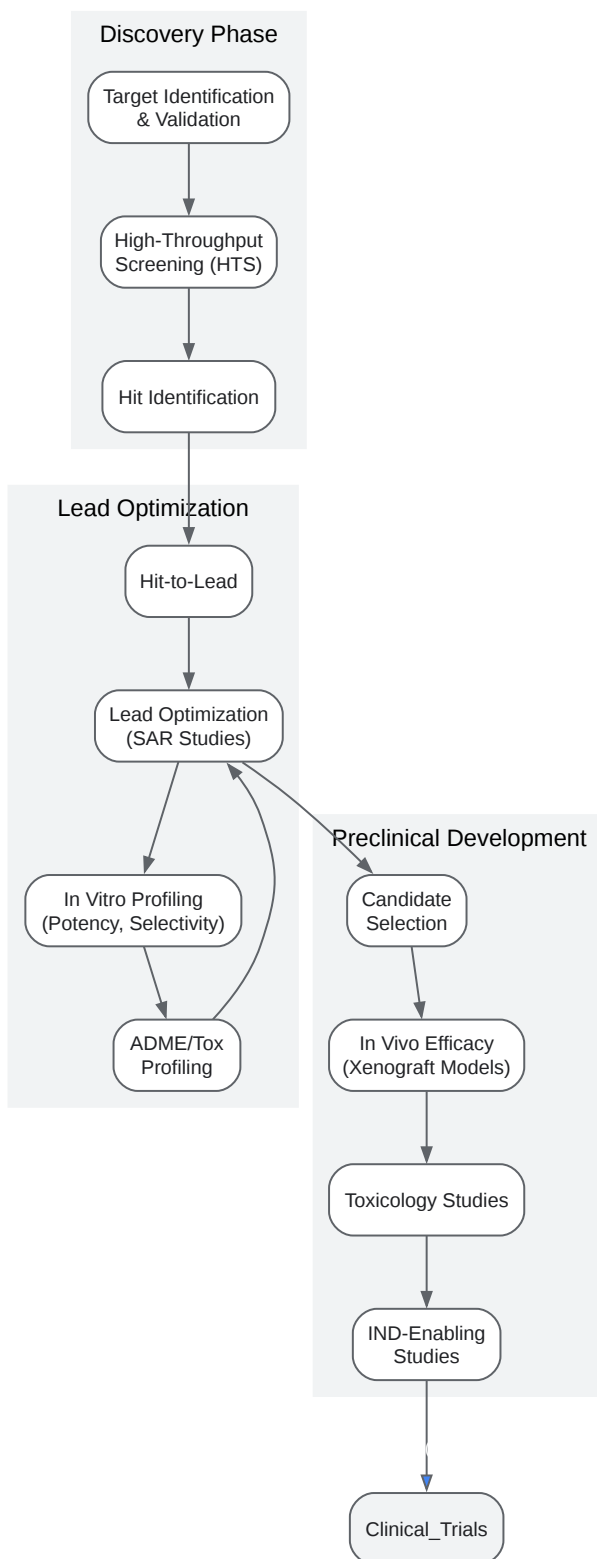 Discovery Phase
Target Identification
& Validation
High-Throughput
Screening (HTS)
Hit Identification
Lead Optimization
Hit-to-Lead
Lead Optimization
(SAR Studies)
In Vitro Profiling
(Potency, Selectivity)
ADME/Tox
Profiling
Preclinical Development
Candidate
Selection
In Vivo Efficacy
(Xenograft Models)
Toxicology Studies
IND-Enabling
Studies
Clinical_Trials